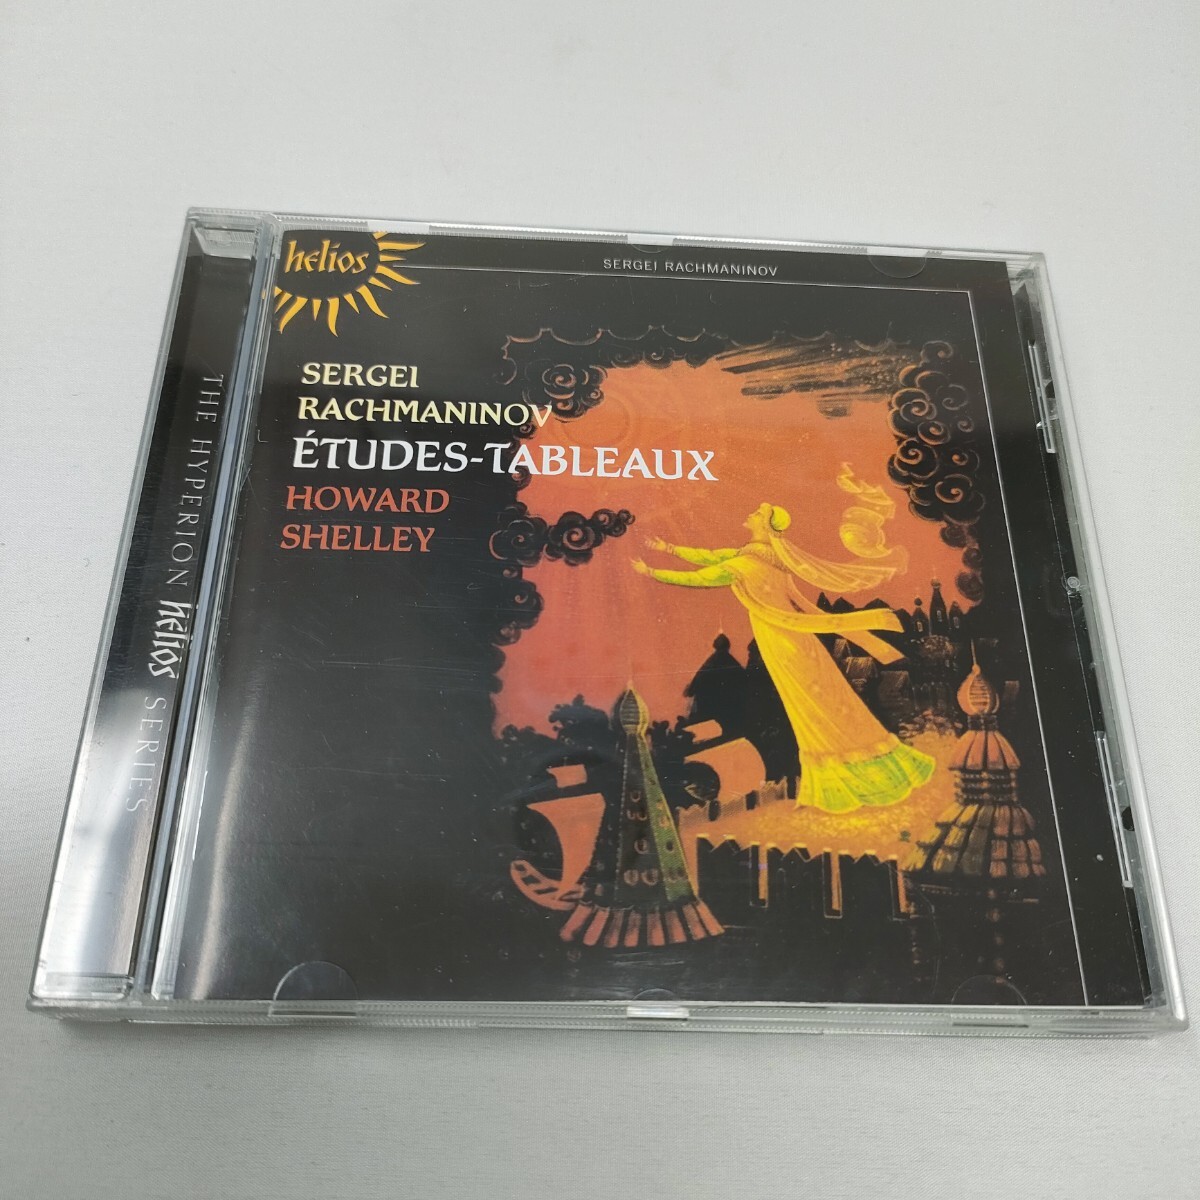 helios
SERGEI RACHMANINOV
SERGEI
RACHMANINOV
ÉTUDES-TABLEAUX
HOWARD
SHELLEY
THE HYPERION helios SERIES